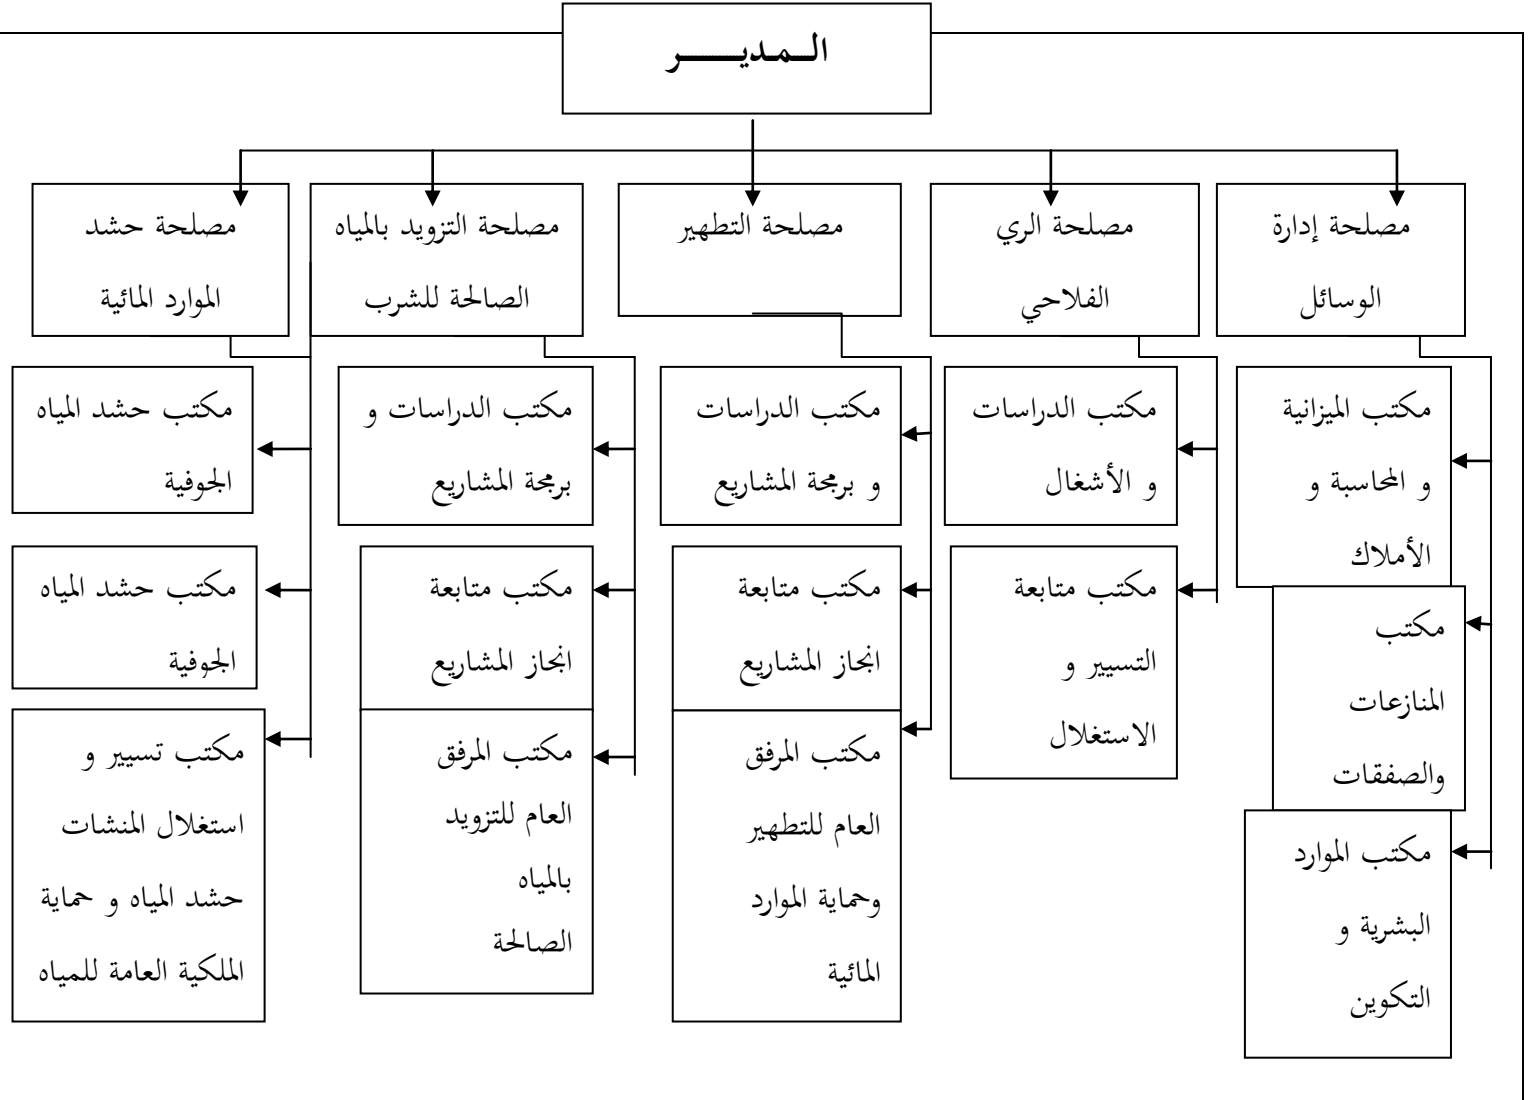 المديـــر
مصلحة إدارة
الوسائل
مصلحة الري
الفلاحي
مصلحة التطهير
مصلحة التزويد بالمياه
الصالحة للشرب
مصلحة حشد
الموارد المائية
مكتب الميزانية
و المحاسبة و
الأملاك
مكتب
المنازعات
والصفقات
مكتب الموارد
البشرية و
التكوين
مكتب الدراسات
و الأشغال
مكتب متابعة
التسيير و
الاستغلال
مكتب الدراسات
و برمجة المشاريع
مكتب متابعة
انجاز المشاريع
مكتب المرفق
العام للتطهير
وحماية الموارد
المائية
مكتب الدراسات و
برمجة المشاريع
مكتب متابعة
انجاز المشاريع
مكتب المرفق
العام للتزويد
بالمياه
الصالحة
مكتب حشد المياه
الجوفية
مكتب حشد المياه
الجوفية
مكتب تسيير و
استغلال المنشات
حشد المياه و حماية
الملكية العامة للمياه